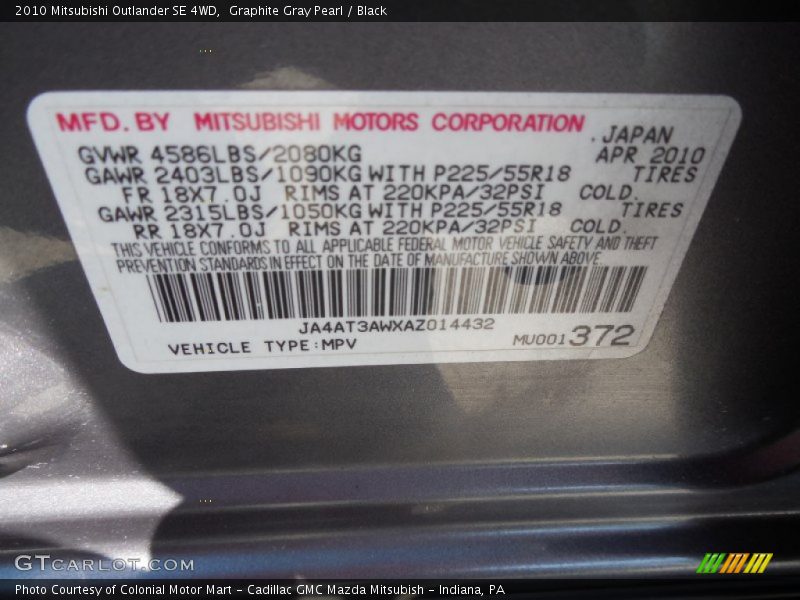 2010 Mitsubishi Outlander SE 4WD,  Graphite Gray Pearl / Black
MFD. BY MITSUBISHI MOTORS CORPORATION
. JAPAN
GVWR 4586LBS/2080KG APR 2010
GAWR 2403LBS/1090KG WITH P225/55R18 TIRES
FR 18X7.0J RIMS AT 220KPA/32PSI COLD.
GAWR 2315LBS/1050KG WITH P225/55R18 TIRES
RR 18X7.0J RIMS AT 220KPA/32PSI COLD.
THIS VEHICLE CONFORMS TO ALL APPLICABLE FEDERAL MOTOR VEHICLE SAFETY AND THEFT
PREVENTION STANDARDS IN EFFECT ON THE DATE OF MANUFACTURE SHOWN ABOVE.
JA4AT3AWXAZ014432
VEHICLE TYPE:MPV MU001372
GTCarLot.com
Photo Courtesy of Colonial Motor Mart – Cadillac GMC Mazda Mitsubish – Indiana, PA